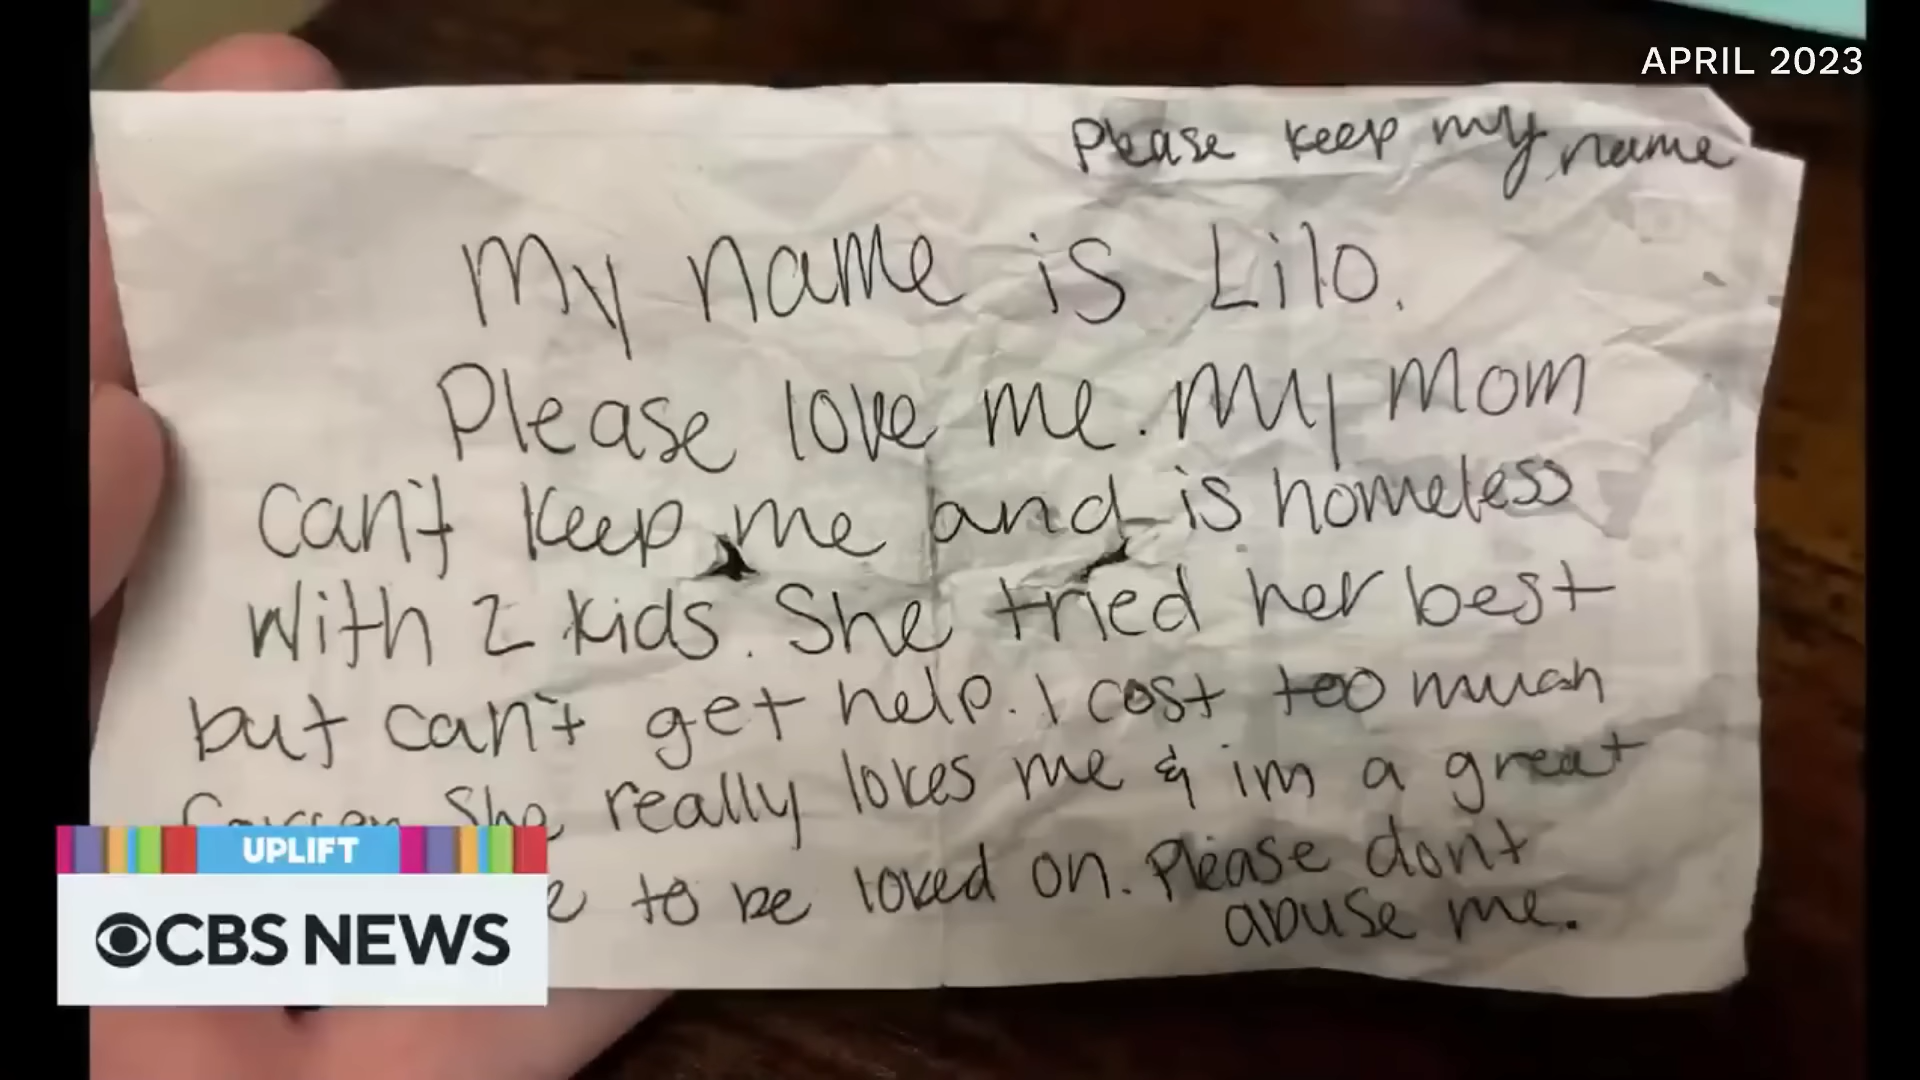 APRIL 2023
Please keep my name
My name is Lilo.
Please love me. My Mom
can't keep me and is homeless
with 2 kids. She tried her best
but can't get help. I cost too much
She really loves me & im a great
to be loved on. Please dont
abuse me.
UPLIFT
CBS NEWS